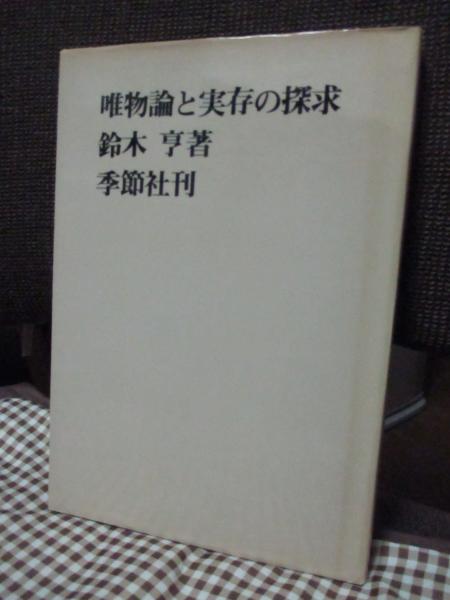 唯物論と実存の探求
鈴木 亨著
季節社刊